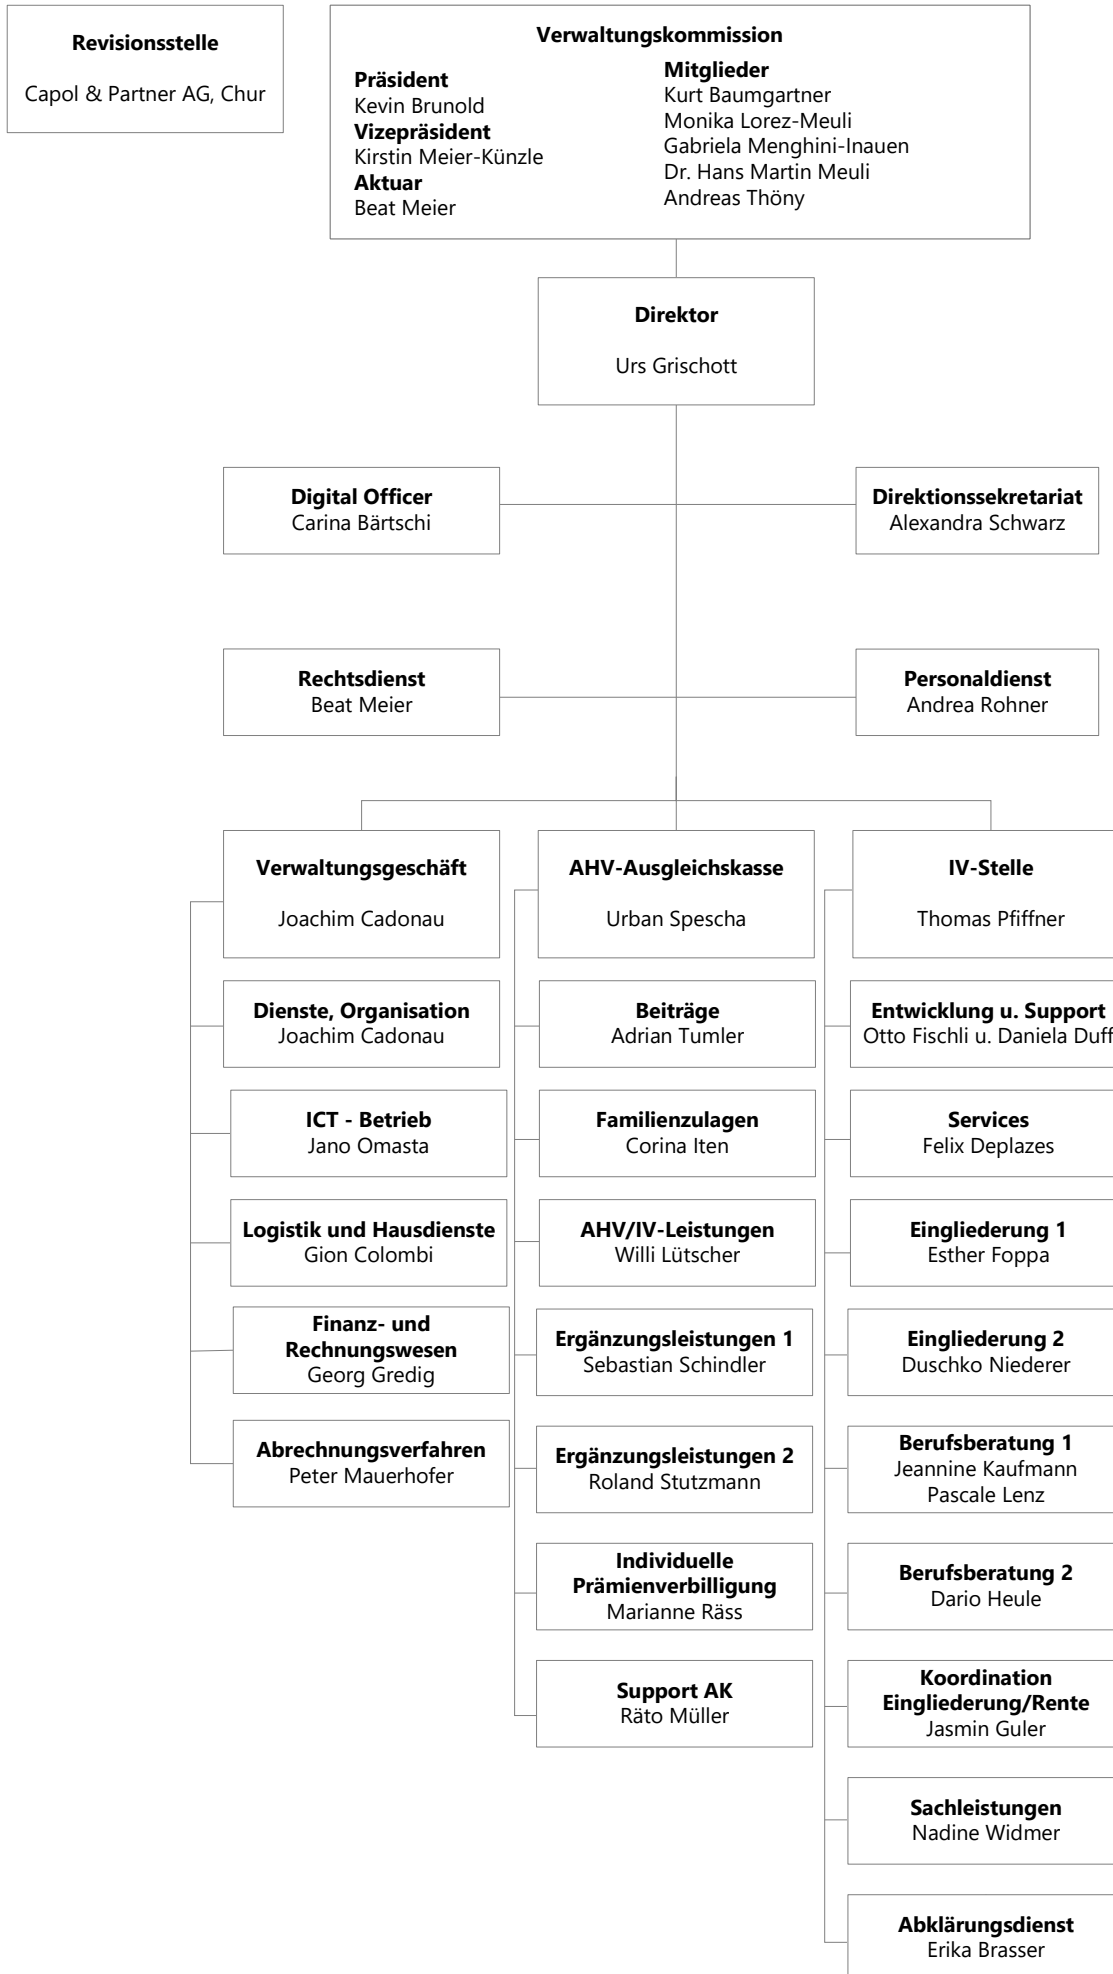 Revisionsstelle
Capol & Partner AG, Chur
Verwaltungskommission
Präsident
Kevin Brunold
Vizepräsident
Kirstin Meier-Künzle
Aktuar
Beat Meier
Mitglieder
Kurt Baumgartner
Monika Lorez-Meuli
Gabriela Menghini-Inauen
Dr. Hans Martin Meuli
Andreas Thöny
Direktor
Urs Grischott
Digital Officer
Carina Bärtschi
Direktionssekretariat
Alexandra Schwarz
Rechtsdienst
Beat Meier
Personaldienst
Andrea Rohner
Verwaltungsgeschäft
Joachim Cadonau
Dienste, Organisation
Joachim Cadonau
ICT - Betrieb
Jano Omasta
Logistik und Hausdienste
Gion Colombi
Finanz- und
Rechnungswesen
Georg Gredig
Abrechnungsverfahren
Peter Mauerhofer
AHV-Ausgleichskasse
Urban Spescha
Beiträge
Adrian Tumler
Familienzulagen
Corina Iten
AHV/IV-Leistungen
Willi Lütscher
Ergänzungsleistungen 1
Sebastian Schindler
Ergänzungsleistungen 2
Roland Stutzmann
Individuelle
Prämienverbilligung
Marianne Räss
Support AK
Räto Müller
IV-Stelle
Thomas Pfiffner
Entwicklung u. Support
Otto Fischli u. Daniela Duff
Services
Felix Deplazes
Eingliederung 1
Esther Foppa
Eingliederung 2
Duschko Niederer
Berufsberatung 1
Jeannine Kaufmann
Pascale Lenz
Berufsberatung 2
Dario Heule
Koordination
Eingliederung/Rente
Jasmin Guler
Sachleistungen
Nadine Widmer
Abklärungsdienst
Erika Brasser